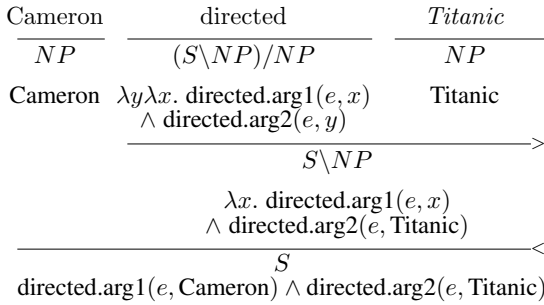 Cameron directed Titanic
NP (S\NP)/NP NP
Cameron λyλx. directed.arg1(e, x) Titanic
∧ directed.arg2(e, y)
>
S\NP
λx. directed.arg1(e, x)
∧ directed.arg2(e, Titanic)
<
S
directed.arg1(e, Cameron) ∧ directed.arg2(e, Titanic)